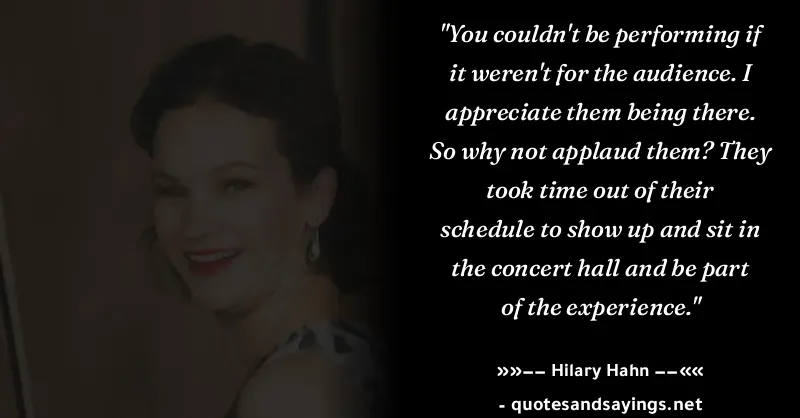 "You couldn't be performing if
it weren't for the audience. I
appreciate them being there.
So why not applaud them? They
took time out of their
schedule to show up and sit in
the concert hall and be part
of the experience."
»»–– Hilary Hahn ––««
- quotesandsayings.net